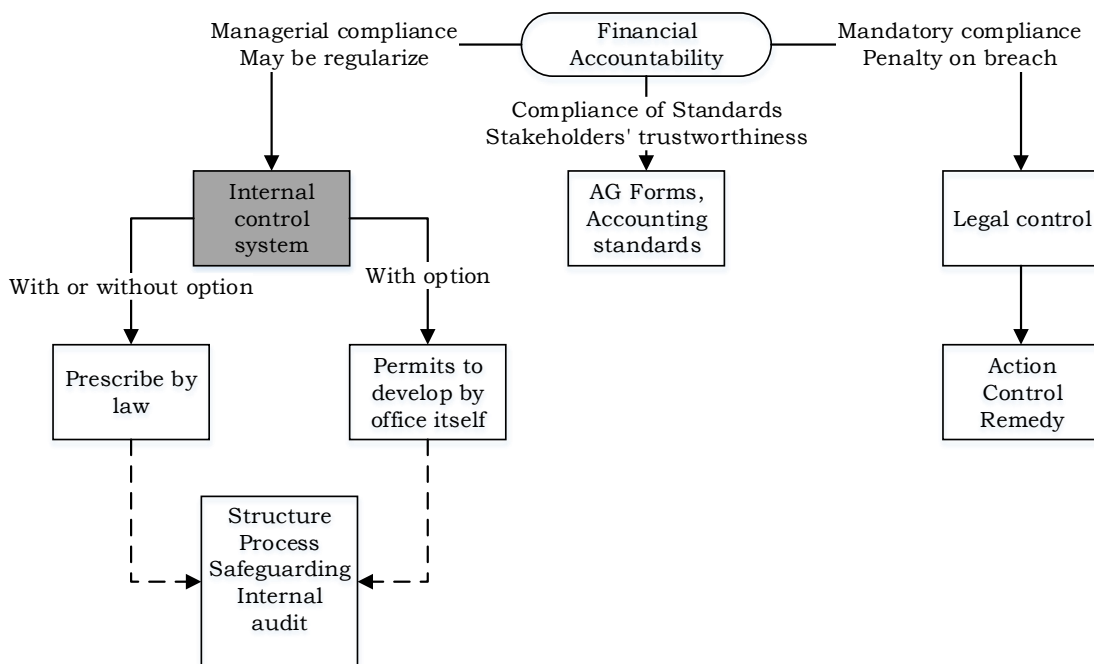 Managerial compliance
May be regularize
Financial
Accountability
Mandatory compliance
Penalty on breach
Compliance of Standards
Stakeholders' trustworthiness
Internal
control
system
AG Forms,
Accounting
standards
Legal control
With or without option
With option
Prescribe by
law
Permits to
develop by
office itself
Action
Control
Remedy
Structure
Process
Safeguarding
Internal
audit